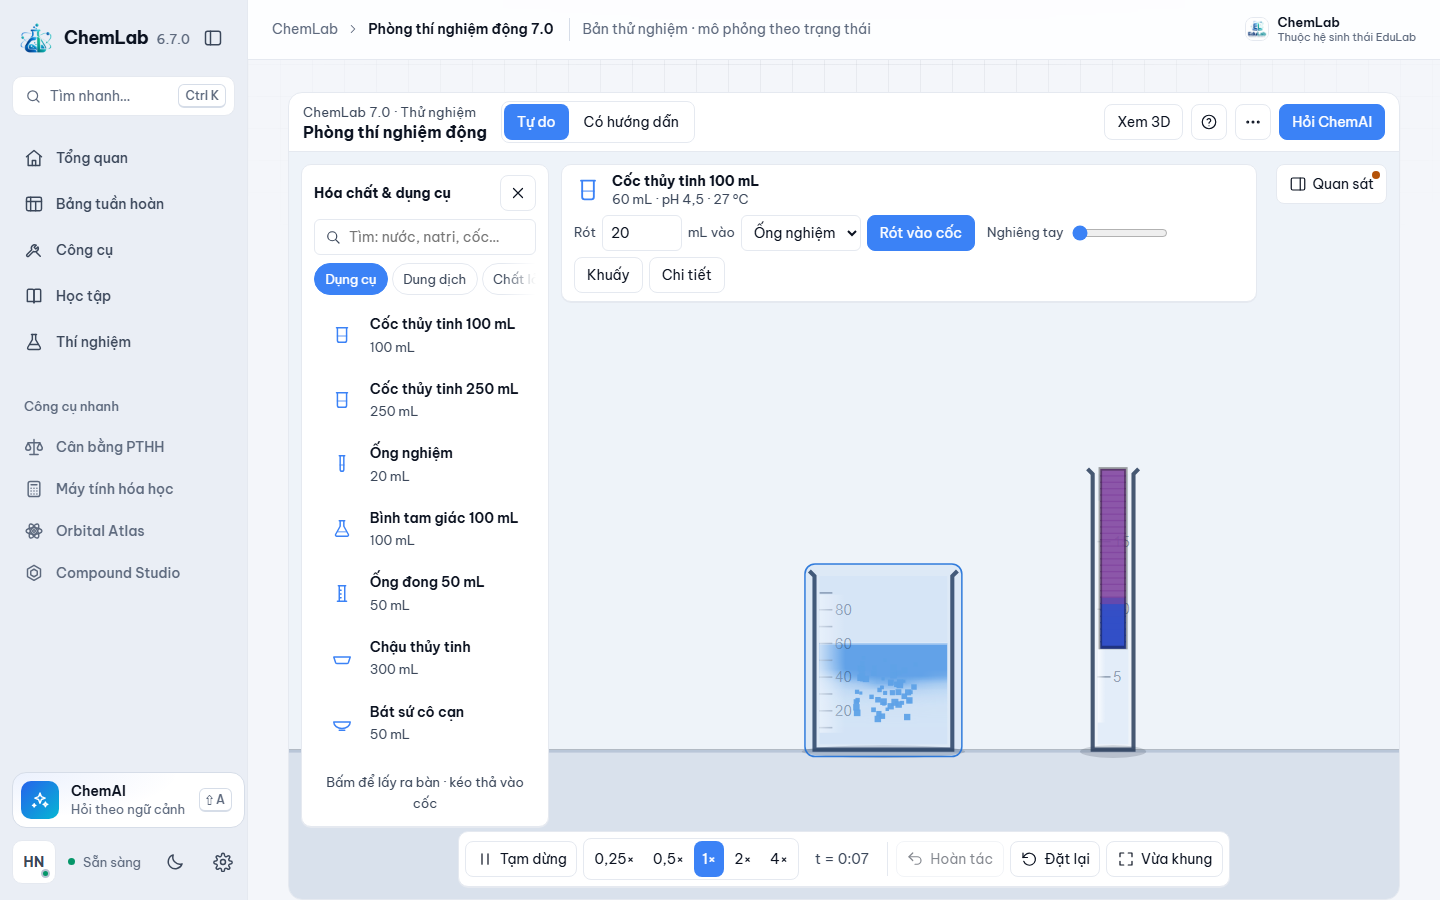 ChemLab 6.7.0
Tìm nhanh... Ctrl K
Tổng quan
Bảng tuần hoàn
Công cụ
Học tập
Thí nghiệm
Công cụ nhanh
Cân bằng PTHH
Máy tính hóa học
Orbital Atlas
Compound Studio
ChemAI
Hỏi theo ngữ cảnh
⇧A
HN Sẵn sàng
ChemLab > Phòng thí nghiệm động 7.0 Bản thử nghiệm · mô phỏng theo trạng thái
ChemLab
Thuộc hệ sinh thái EduLab
ChemLab 7.0 · Thử nghiệm
Phòng thí nghiệm động
Tự do Có hướng dẫn
Xem 3D Hỏi ChemAI
Hóa chất & dụng cụ
Tìm: nước, natri, cốc...
Dụng cụ Dung dịch Chất
Cốc thủy tinh 100 mL
100 mL
Cốc thủy tinh 250 mL
250 mL
Ống nghiệm
20 mL
Bình tam giác 100 mL
100 mL
Ống đong 50 mL
50 mL
Chậu thủy tinh
300 mL
Bát sứ cô cạn
50 mL
Bấm để lấy ra bàn · kéo thả vào
cốc
Cốc thủy tinh 100 mL
60 mL · pH 4,5 · 27 °C
Rót 20 mL vào Ống nghiệm Rót vào cốc Nghiêng tay
Khuấy Chi tiết
Quan sát
80
60
40
20
5
Tạm dừng 0,25× 0,5× 1× 2× 4× t = 0:07 Hoàn tác Đặt lại Vừa khung